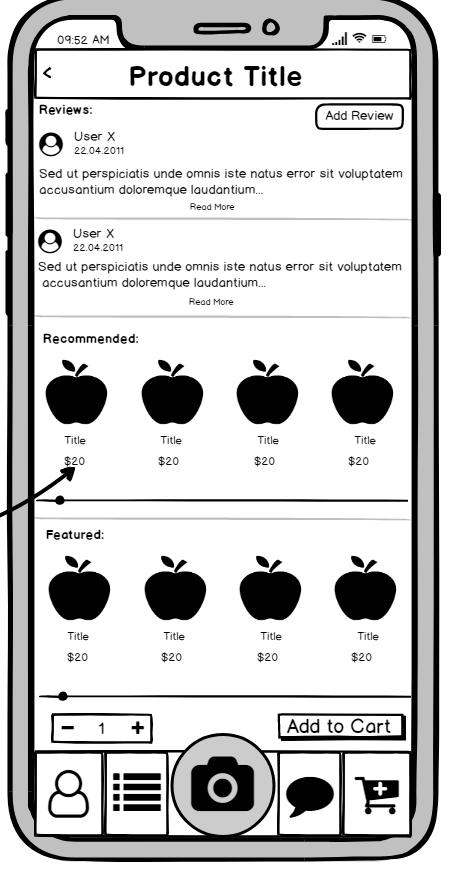 09:52 AM
Product Title
Reviews:
Add Review
User X
22.04.2011
Sed ut perspiciatis unde omnis iste natus error sit voluptatem
accusantium doloremque laudantium...
Read More
User X
22.04.2011
Sed ut perspiciatis unde omnis iste natus error sit voluptatem
accusantium doloremque laudantium...
Read More
Recommended:
Title Title Title Title
$20 $20 $20 $20
Featured:
Title Title Title Title
$20 $20 $20 $20
− 1 +
Add to Cart